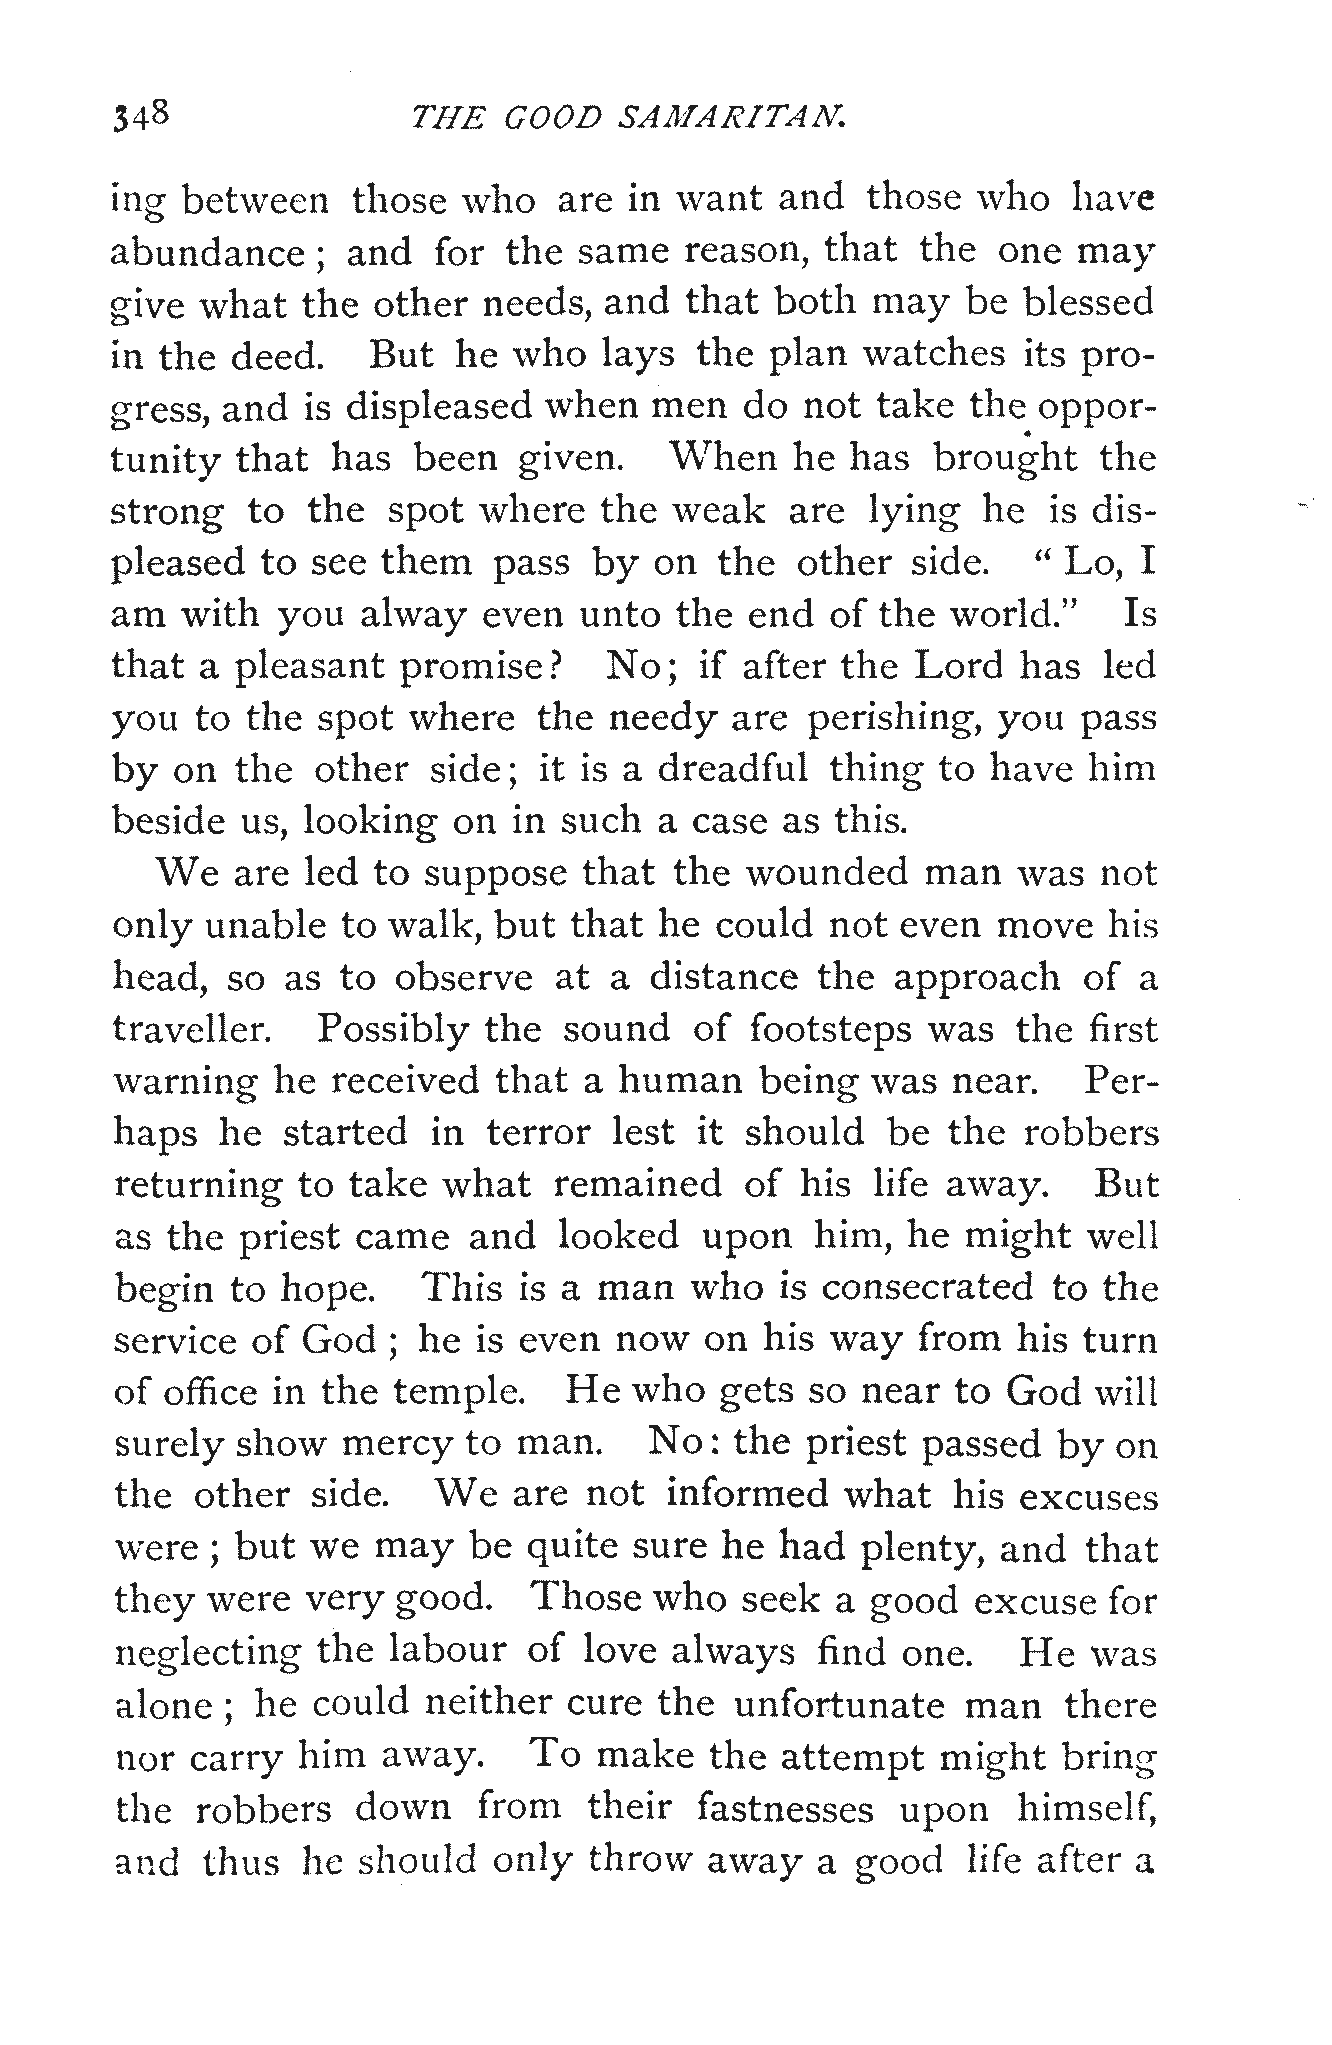 348 THE GOOD SAMARITAN.
ing between those who are in want and those who have
abundance ; and for the same reason, that the one may
give what the other needs, and that both may be blessed
in the deed. But he who lays the plan watches its pro-
gress, and is displeased when men do not take the oppor-
tunity that has been given. When he has brought the
strong to the spot where the weak are lying he is dis-
pleased to see them pass by on the other side. “ Lo, I
am with you alway even unto the end of the world.” Is
that a pleasant promise? No; if after the Lord has led
you to the spot where the needy are perishing, you pass
by on the other side; it is a dreadful thing to have him
beside us, looking on in such a case as this.
We are led to suppose that the wounded man was not
only unable to walk, but that he could not even move his
head, so as to observe at a distance the approach of a
traveller. Possibly the sound of footsteps was the first
warning he received that a human being was near. Per-
haps he started in terror lest it should be the robbers
returning to take what remained of his life away. But
as the priest came and looked upon him, he might well
begin to hope. This is a man who is consecrated to the
service of God ; he is even now on his way from his turn
of office in the temple. He who gets so near to God will
surely show mercy to man. No: the priest passed by on
the other side. We are not informed what his excuses
were ; but we may be quite sure he had plenty, and that
they were very good. Those who seek a good excuse for
neglecting the labour of love always find one. He was
alone ; he could neither cure the unfortunate man there
nor carry him away. To make the attempt might bring
the robbers down from their fastnesses upon himself,
and thus he should only throw away a good life after a